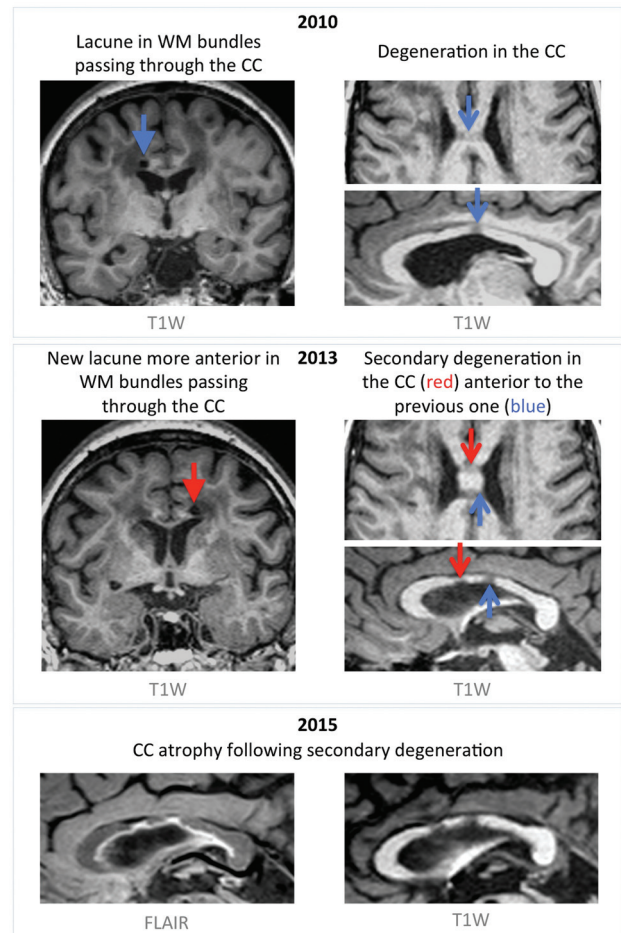 2010
Lacune in WM bundles
passing through the CC
Degeneration in the CC
T1W
T1W
2013
New lacune more anterior in
WM bundles passing
through the CC
Secondary degeneration in
the CC (red) anterior to the
previous one (blue)
T1W
T1W
2015
CC atrophy following secondary degeneration
FLAIR
T1W